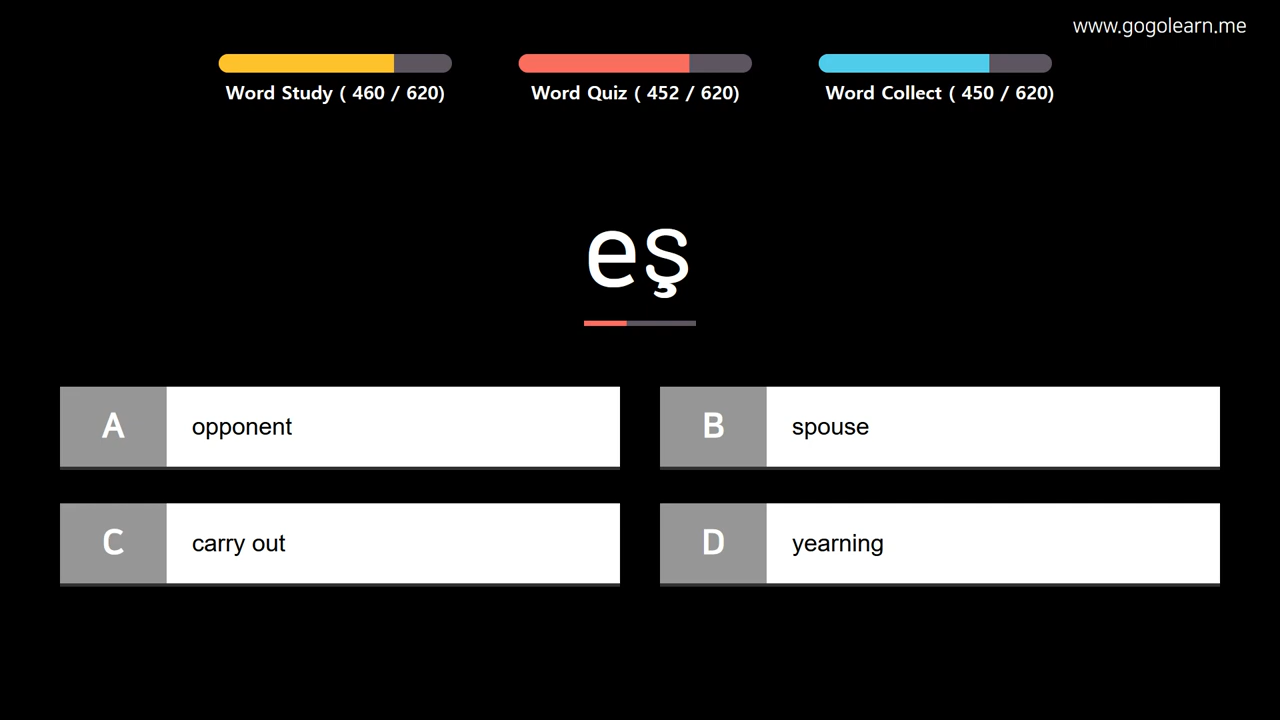 www.gogolearn.me
Word Study ( 460 / 620)
Word Quiz ( 452 / 620)
Word Collect ( 450 / 620)
eş
A opponent
B spouse
C carry out
D yearning